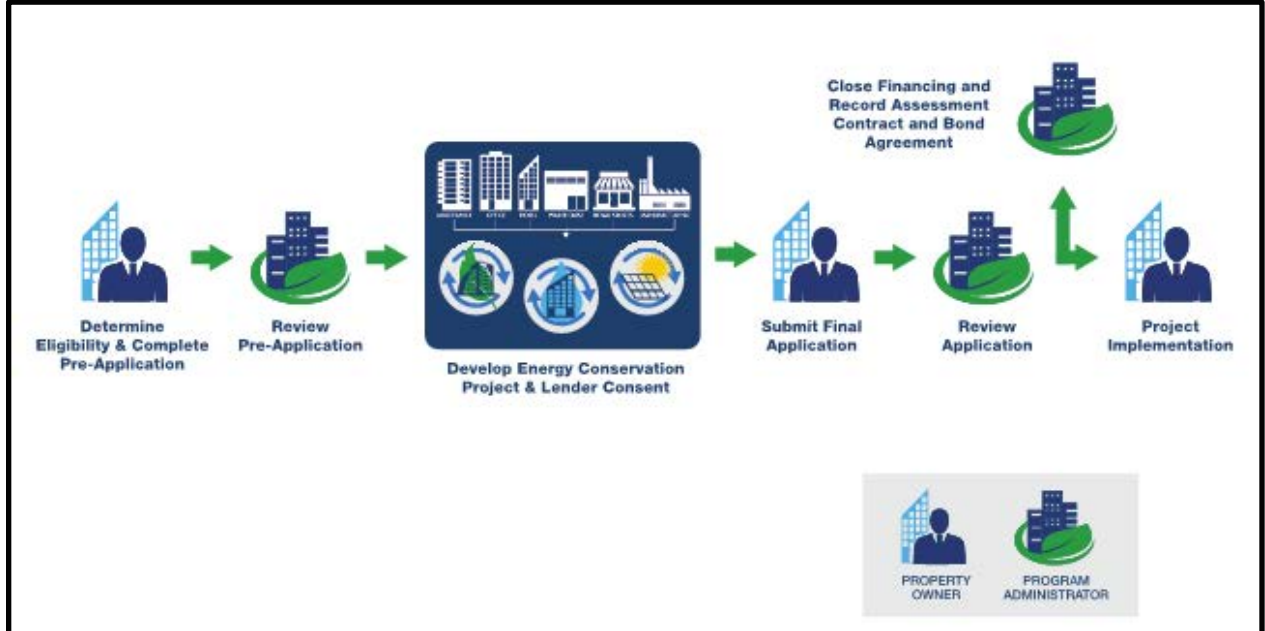 Close Financing and
Record Assessment
Contract and Bond
Agreement
Determine
Eligibility & Complete
Pre-Application
Review
Pre-Application
Develop Energy Conservation
Project & Lender Consent
Submit Final
Application
Review
Application
Project
Implementation
PROPERTY
OWNER
PROGRAM
ADMINISTRATOR